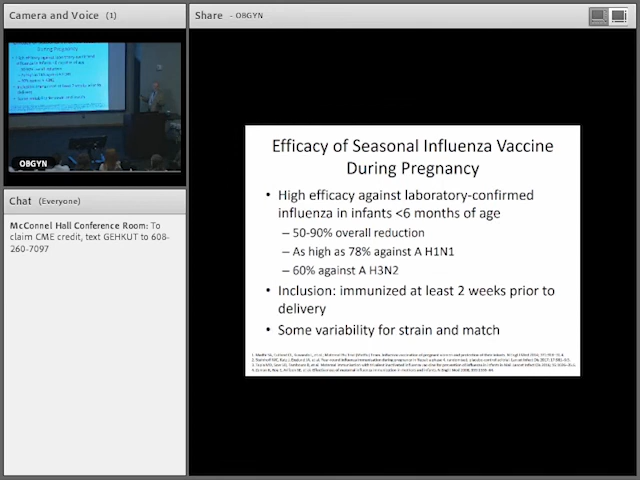 Camera and Voice (1)
Share - OBGYN
During Pregnancy
OBGYN
Chat (Everyone)
McConnel Hall Conference Room: To
claim CME credit, text GEHKUT to 608-
260-7097
Efficacy of Seasonal Influenza Vaccine
During Pregnancy
• High efficacy against laboratory-confirmed
influenza in infants <6 months of age
– 50-90% overall reduction
– As high as 78% against A H1N1
– 60% against A H3N2
• Inclusion: immunized at least 2 weeks prior to
delivery
• Some variability for strain and match